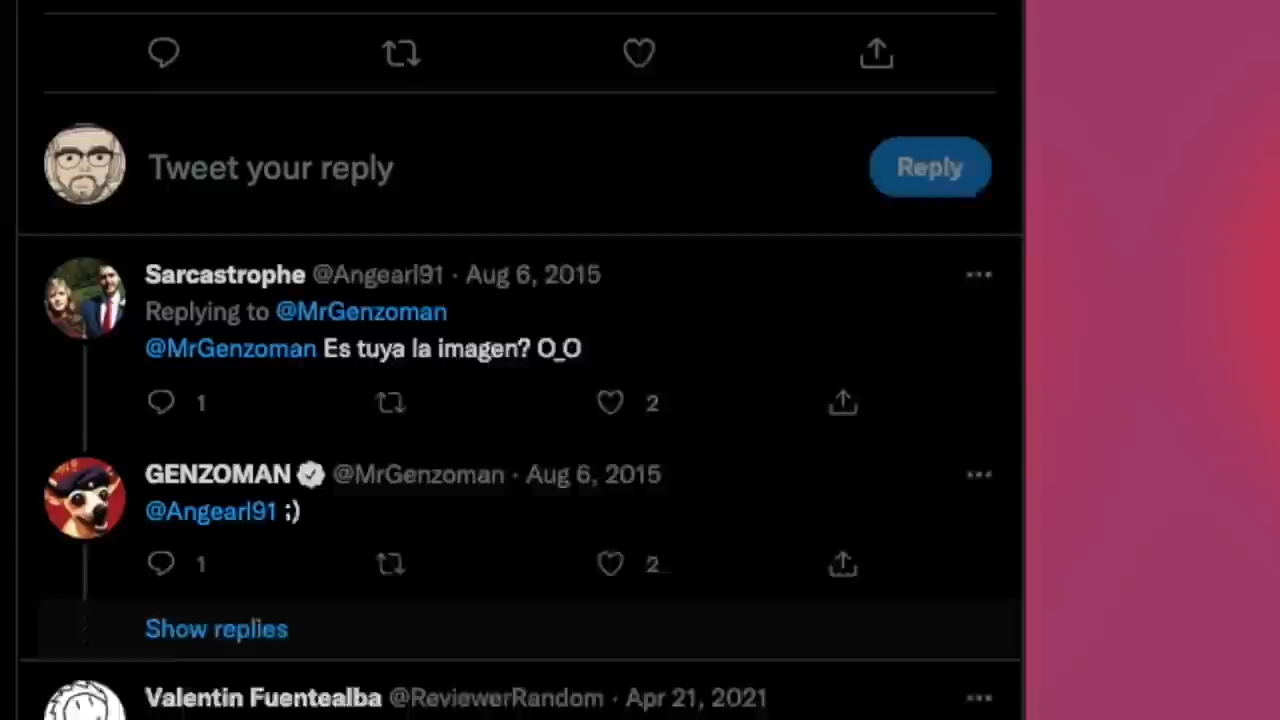 Tweet your reply
Reply
Sarcastrophe @Angearl91 · Aug 6, 2015
Replying to @MrGenzoman
@MrGenzoman Es tuya la imagen? O_O
1 2
GENZOMAN @MrGenzoman · Aug 6, 2015
@Angearl91 ;)
1 2
Show replies
Valentin Fuentealba @ReviewerRandom · Apr 21, 2021